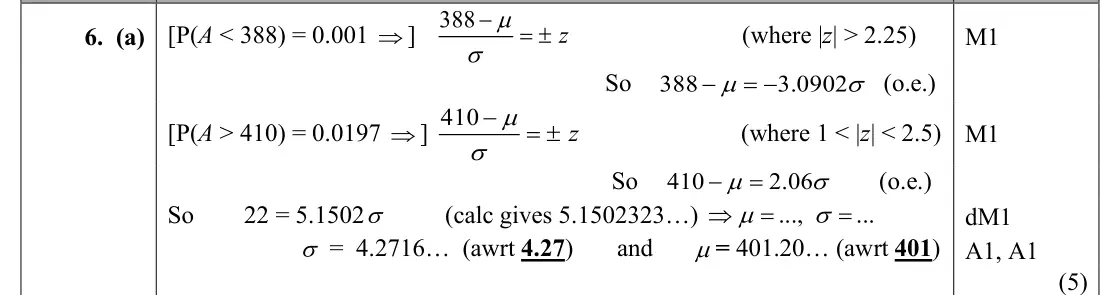 6. (a) [P(A < 388) = 0.001 ⇒] (388 − μ)/σ = ± z (where |z| > 2.25) M1
So 388 − μ = −3.0902σ (o.e.)
[P(A > 410) = 0.0197 ⇒] (410 − μ)/σ = ± z (where 1 < |z| < 2.5) M1
So 410 − μ = 2.06σ (o.e.)
So 22 = 5.1502σ (calc gives 5.1502323…) ⇒ μ = ..., σ = ... dM1
σ = 4.2716… (awrt 4.27) and μ = 401.20… (awrt 401) A1, A1
(5)